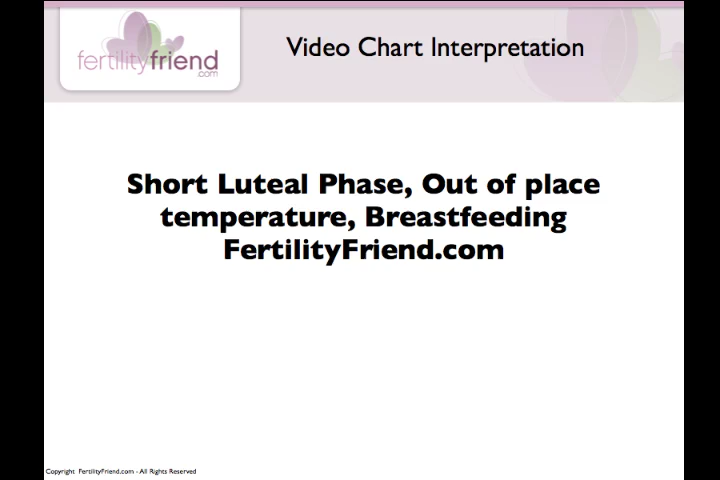 fertilityfriend
.com
Video Chart Interpretation
Short Luteal Phase, Out of place
temperature, Breastfeeding
FertilityFriend.com
Copyright FertilityFriend.com - All Rights Reserved